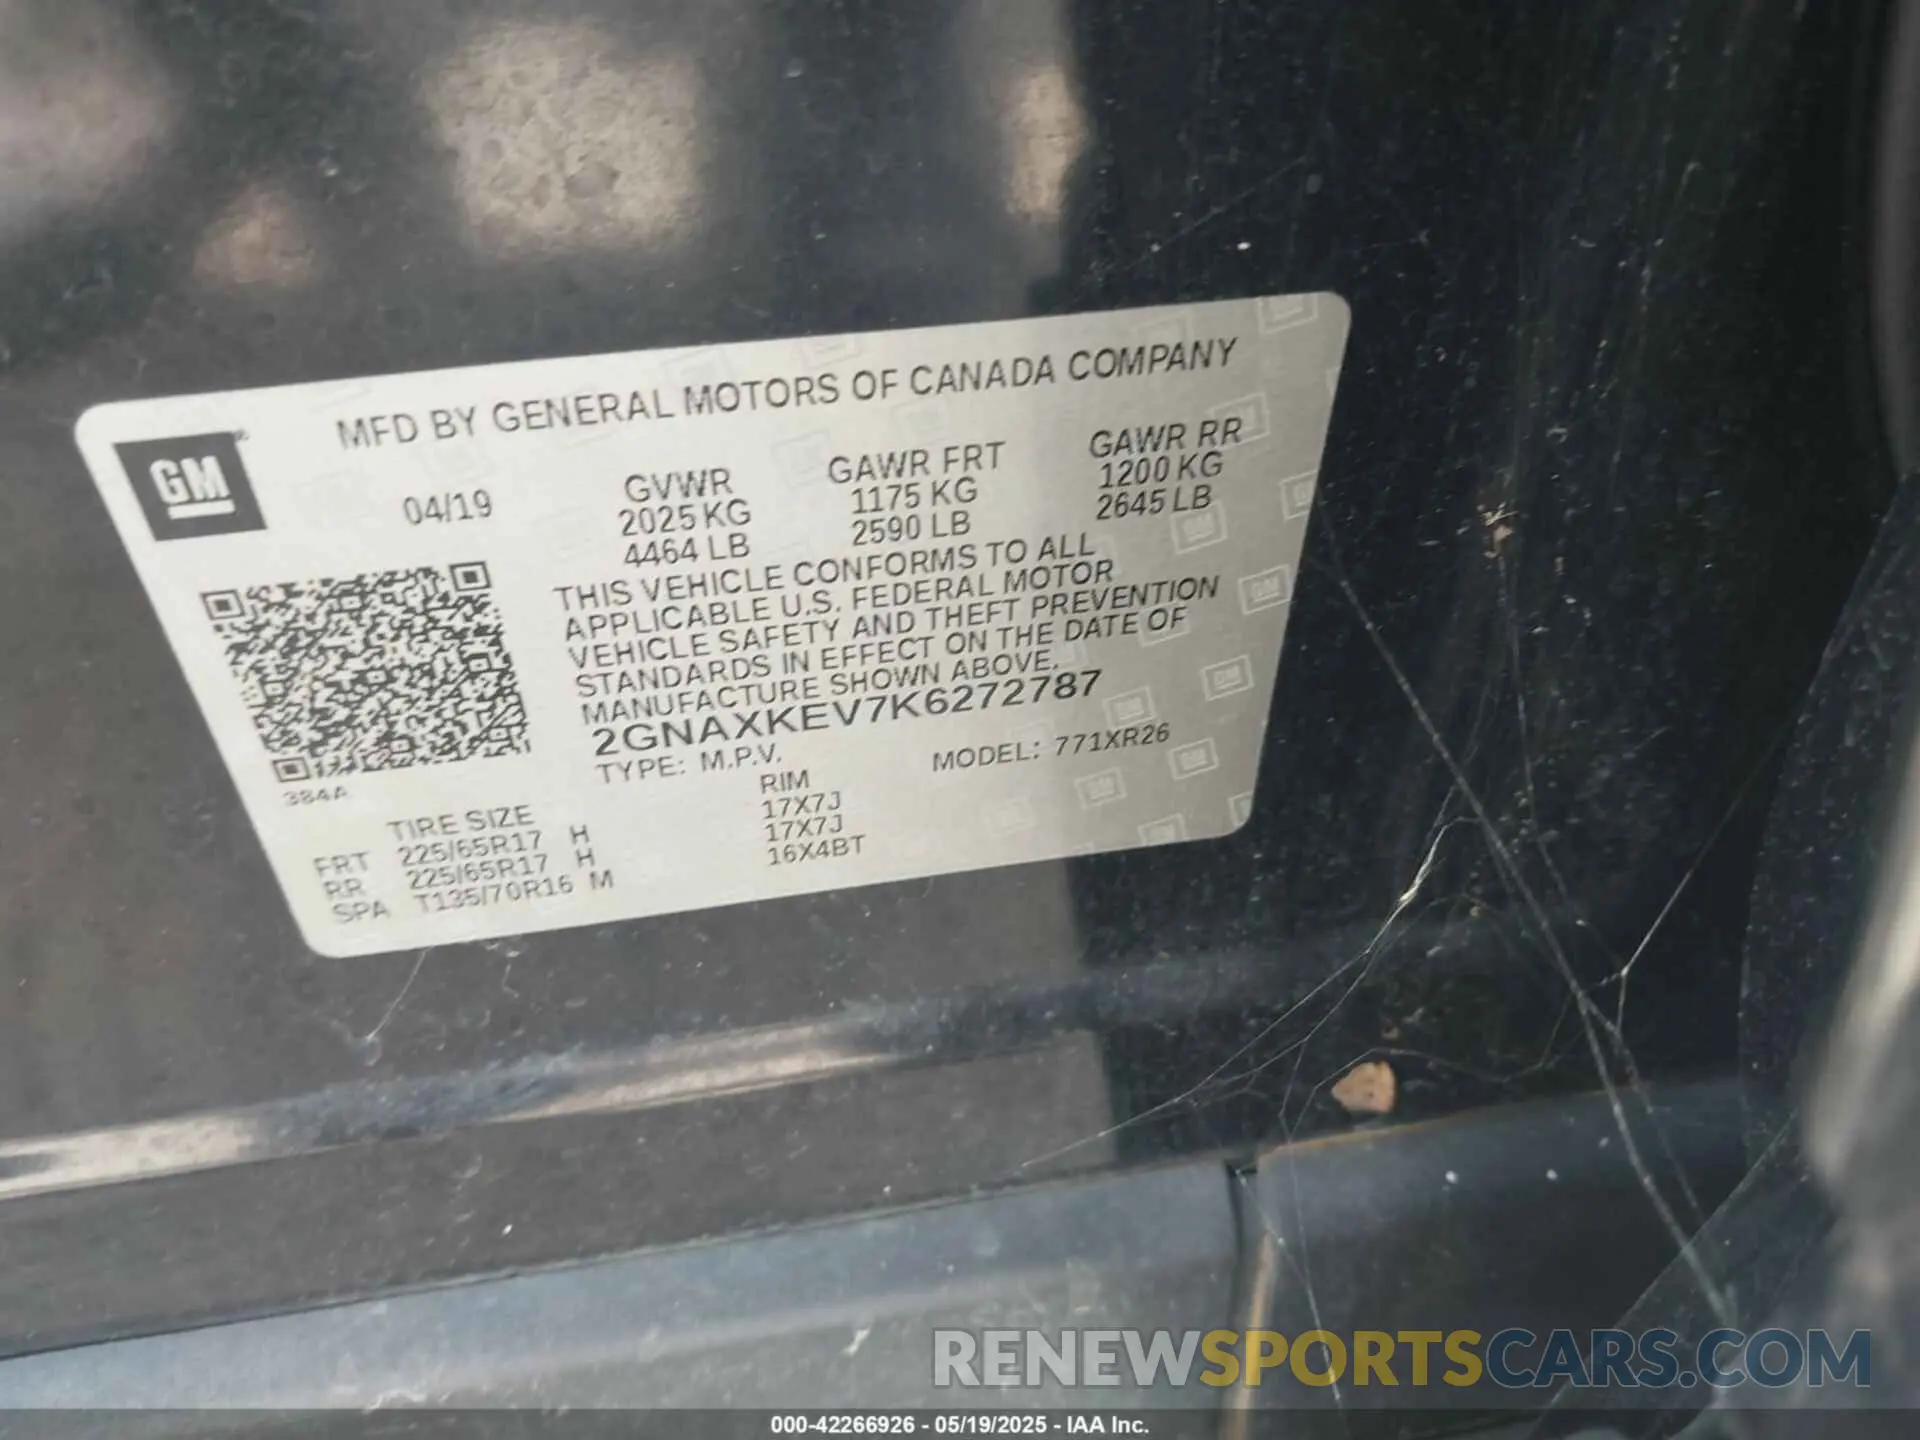 MFD BY GENERAL MOTORS OF CANADA COMPANY
GM
04/19
GVWR
2025 KG
4464 LB
GAWR FRT
1175 KG
2590 LB
GAWR RR
1200 KG
2645 LB
THIS VEHICLE CONFORMS TO ALL
APPLICABLE U.S. FEDERAL MOTOR
VEHICLE SAFETY AND THEFT PREVENTION
STANDARDS IN EFFECT ON THE DATE OF
MANUFACTURE SHOWN ABOVE.
2GNAXKEV7K6272787
TYPE: M.P.V.
MODEL: 771XR26
384A
TIRE SIZE RIM
FRT 225/65R17 H 17X7J
RR 225/65R17 H 17X7J
SPA T135/70R16 M 16X4BT
RENEWSPORTSCARS.COM
000-42266926 - 05/19/2025 - IAA Inc.